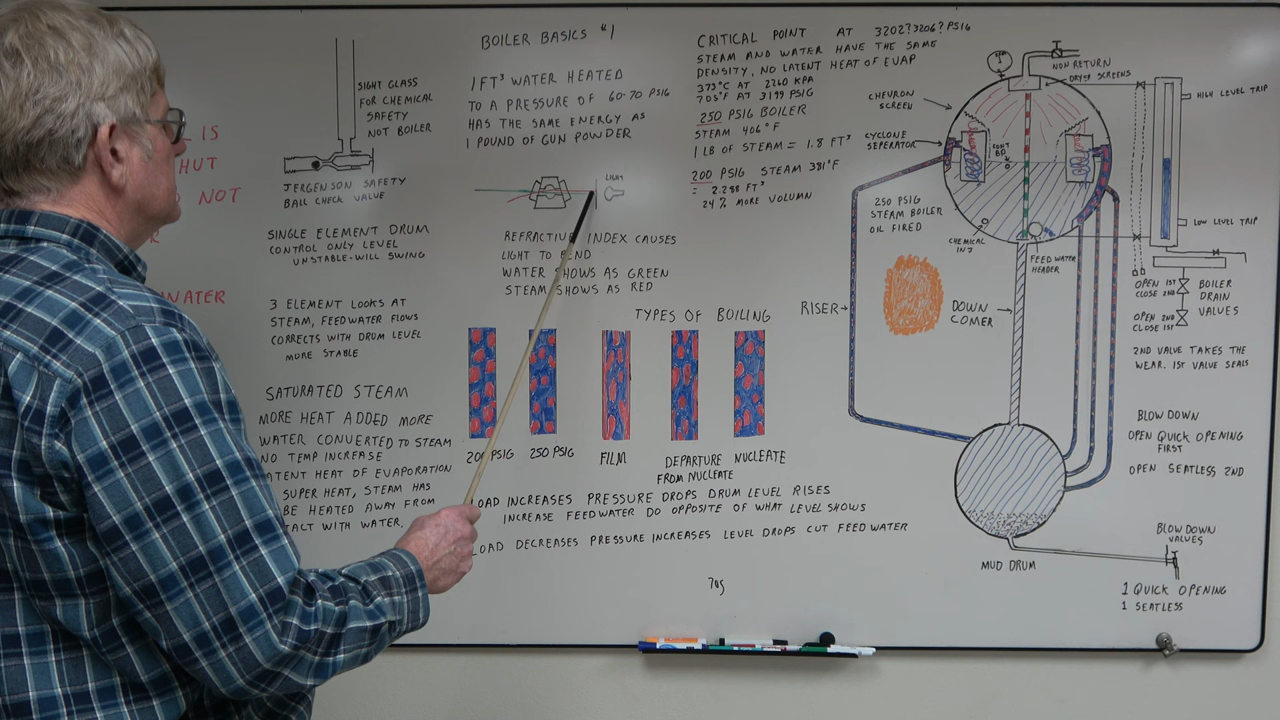 IS
HUT
NOT
WATER
SIGHT GLASS
FOR CHEMICAL
SAFETY
NOT BOILER
JERGENSON SAFETY
BALL CHECK VALVE
SINGLE ELEMENT DRUM
CONTROL ONLY LEVEL
UNSTABLE-WILL SWING
3 ELEMENT LOOKS AT
STEAM, FEEDWATER FLOWS
CORRECTS WITH DRUM LEVEL
MORE STABLE
SATURATED STEAM
MORE HEAT ADDED MORE
WATER CONVERTED TO STEAM
NO TEMP INCREASE
ATENT HEAT OF EVAPORATION
SUPER HEAT, STEAM HAS
BE HEATED AWAY FROM
TACT WITH WATER.
BOILER BASICS #1
1 FT³ WATER HEATED
TO A PRESSURE OF 60-70 PSIG
HAS THE SAME ENERGY AS
1 POUND OF GUN POWDER
LIGHT
REFRACTIVE INDEX CAUSES
LIGHT TO BEND
WATER SHOWS AS GREEN
STEAM SHOWS AS RED
TYPES OF BOILING
200 PSIG
250 PSIG
FILM
DEPARTURE
FROM NUCLEATE
NUCLEATE
LOAD INCREASES PRESSURE DROPS DRUM LEVEL RISES
INCREASE FEEDWATER DO OPPOSITE OF WHAT LEVEL SHOWS
LOAD DECREASES PRESSURE INCREASES LEVEL DROPS CUT FEED WATER
705
CRITICAL POINT AT 3202?3206? PSIG
STEAM AND WATER HAVE THE SAME
DENSITY, NO LATENT HEAT OF EVAP
373°C AT 2260 KPA
705°F AT 3199 PSIG
250 PSIG BOILER
STEAM 406°F
1 LB OF STEAM = 1.8 FT³
200 PSIG STEAM 381°F
= 2.288 FT³
24% MORE VOLUMN
NON RETURN
DRYER SCREENS
CHEVRON
SCREEN
CYCLONE
SEPERATOR
250 PSIG
STEAM BOILER
OIL FIRED
CHEMICAL
INJ
FEED WATER
HEADER
RISER
DOWN
COMER
HIGH LEVEL TRIP
LOW LEVEL TRIP
OPEN 1ST
CLOSE 2ND
OPEN 2ND
CLOSE 1ST
BOILER
DRAIN
VALVES
2ND VALVE TAKES THE
WEAR. 1ST VALVE SEALS
BLOW DOWN
OPEN QUICK OPENING
FIRST
OPEN SEATLESS 2ND
MUD DRUM
BLOWDOWN
VALVES
1 QUICK OPENING
1 SEATLESS